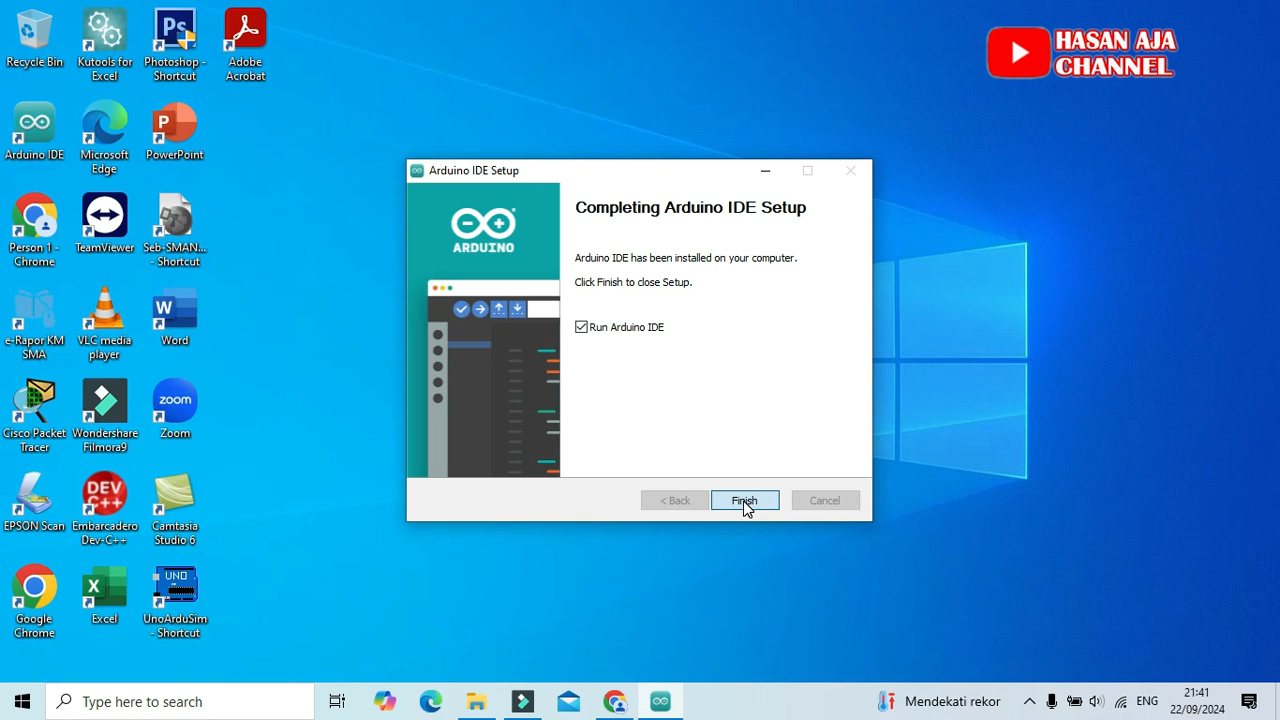 Recycle Bin
Kutools for
Excel
Ps
Photoshop -
Shortcut
Adobe
Acrobat
HASAN AJA
CHANNEL
Arduino IDE
Microsoft
Edge
P
PowerPoint
Person 1 -
Chrome
TeamViewer
Seb-SMAN...
- Shortcut
e-Rapor KM
SMA
VLC media
player
W
Word
Cisco Packet
Tracer
Wondershare
Filmora9
zoom
Zoom
EPSON Scan
DEV
C++
Embarcadero
Dev-C++
Camtasia
Studio 6
Google
Chrome
X
Excel
UNO
UnoArduSim
- Shortcut
Arduino IDE Setup
ARDUINO
Completing Arduino IDE Setup
Arduino IDE has been installed on your computer.
Click Finish to close Setup.
Run Arduino IDE
< Back
Finish
Cancel
Type here to search
Mendekati rekor
ENG
21:41
22/09/2024